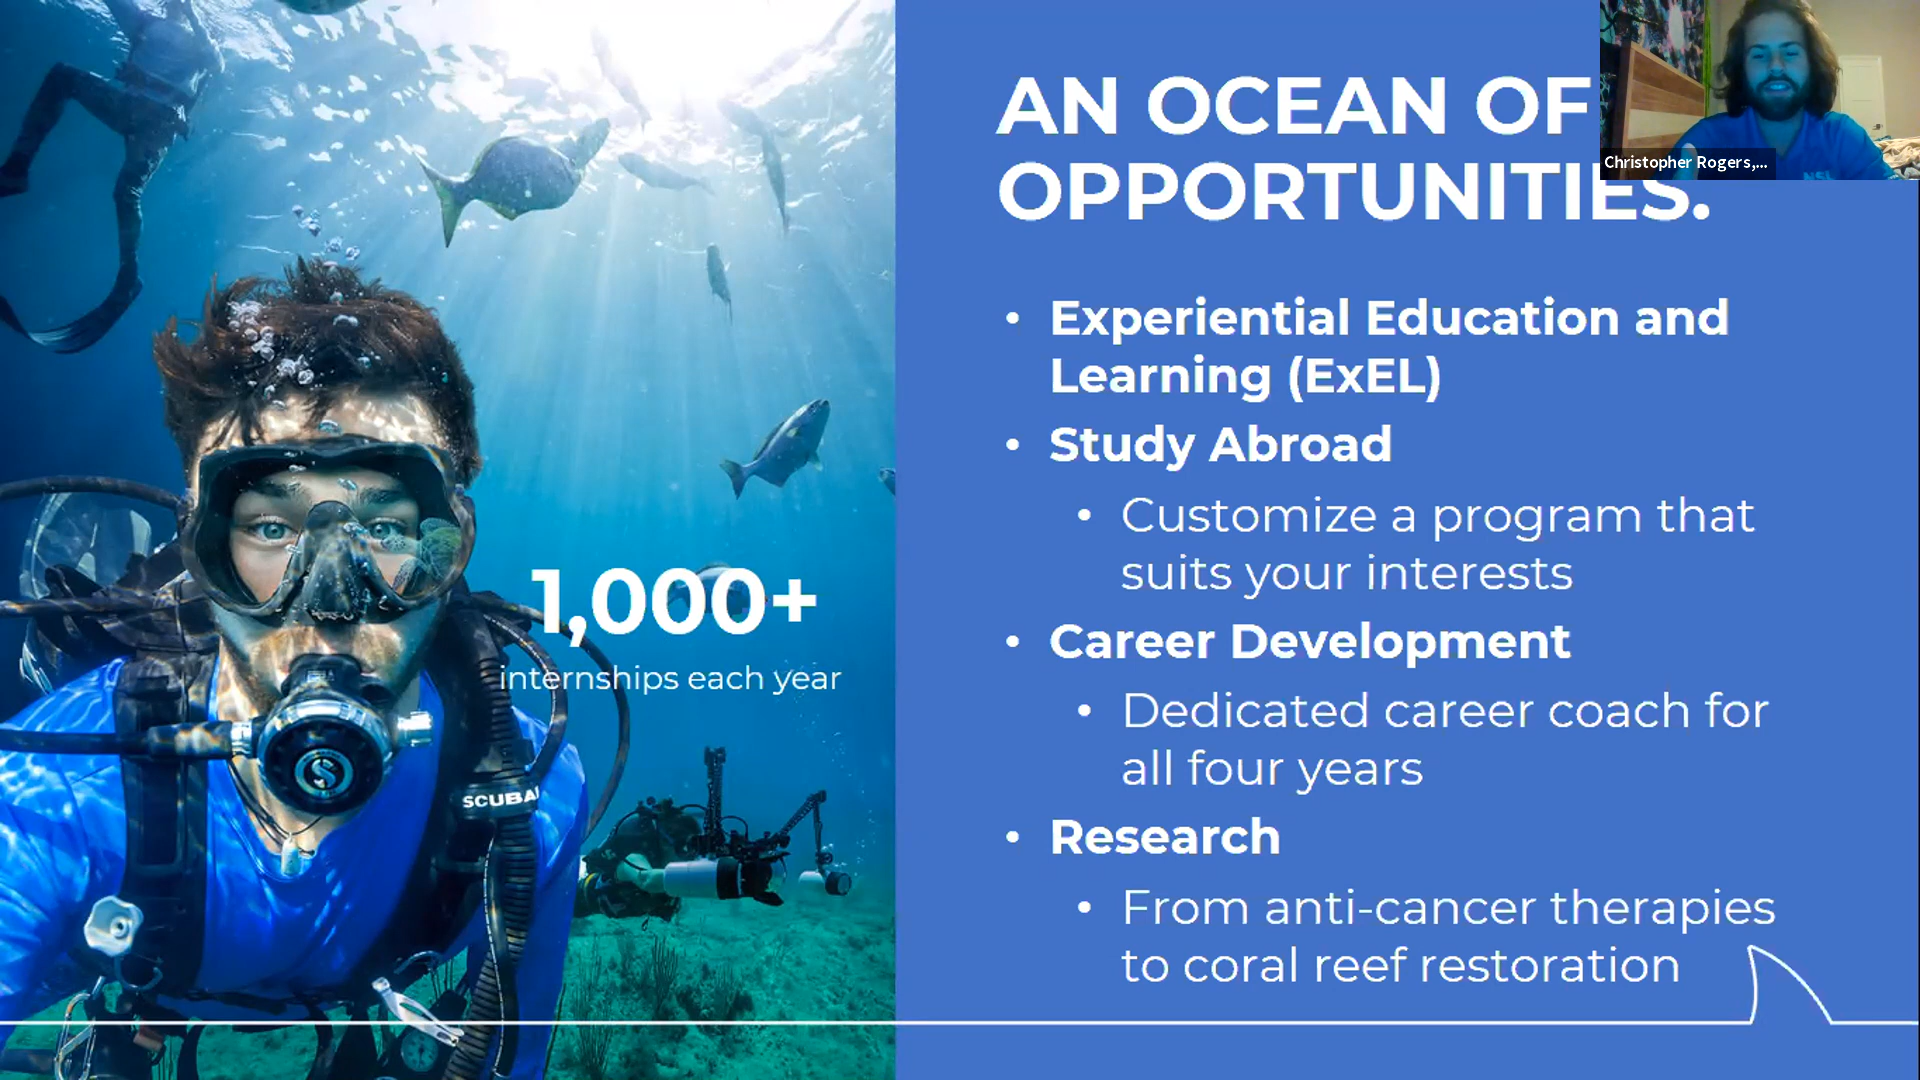 AN OCEAN OF
OPPORTUNITIES.
Christopher Rogers,...
• Experiential Education and
Learning (ExEL)
• Study Abroad
• Customize a program that
suits your interests
• Career Development
• Dedicated career coach for
all four years
• Research
• From anti-cancer therapies
to coral reef restoration
1,000+
internships each year
SCUBA